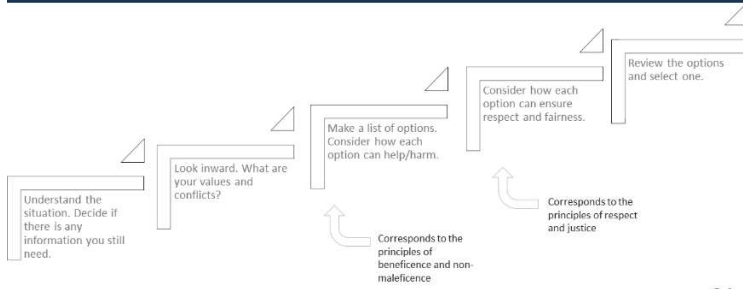 Understand the
situation. Decide if
there is any
information you still
need.
Look inward. What are
your values and
conflicts?
Make a list of options.
Consider how each
option can help/harm.
Consider how each
option can ensure
respect and fairness.
Review the options
and select one.
Corresponds to the
principles of
beneficence and non-
maleficence
Corresponds to the
principles of respect
and justice